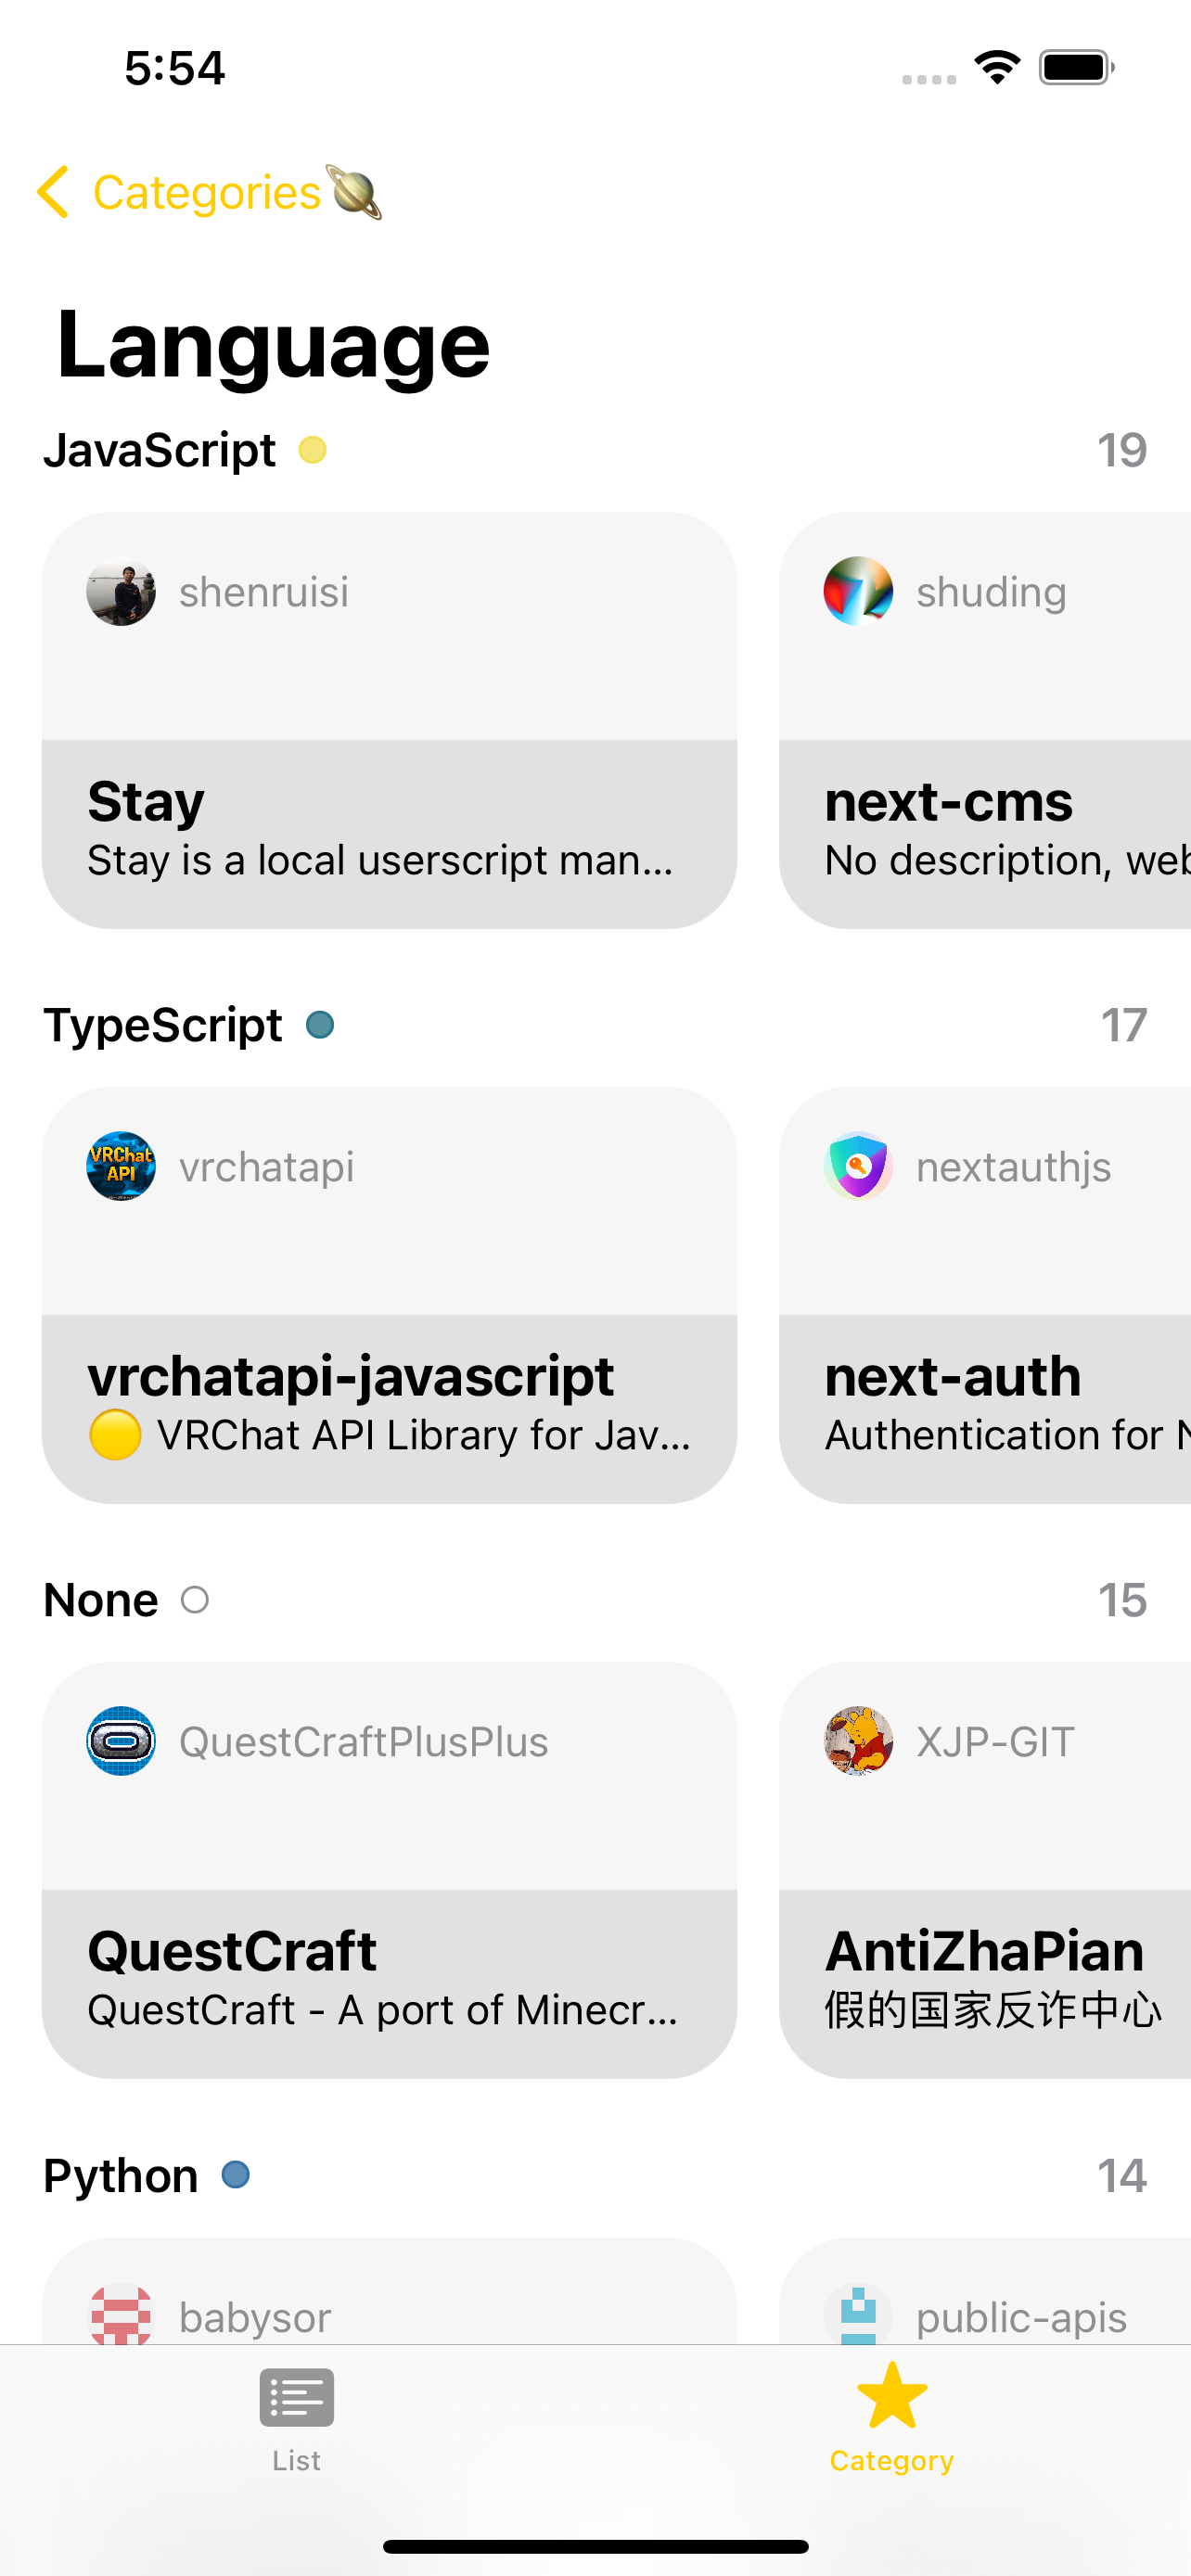 5:54
Categories🪐
Language
JavaScript
19
shenruisi
shuding
Stay
next-cms
Stay is a local userscript man...
No description, web
TypeScript
17
VRChat
API
vrchatapi
nextauthjs
vrchatapi-javascript
next-auth
🟡 VRChat API Library for Jav...
Authentication for N
None
15
QuestCraftPlusPlus
XJP-GIT
QuestCraft
AntiZhaPian
QuestCraft - A port of Minecr...
假的国家反诈中心
Python
14
babysor
public-apis
List
Category